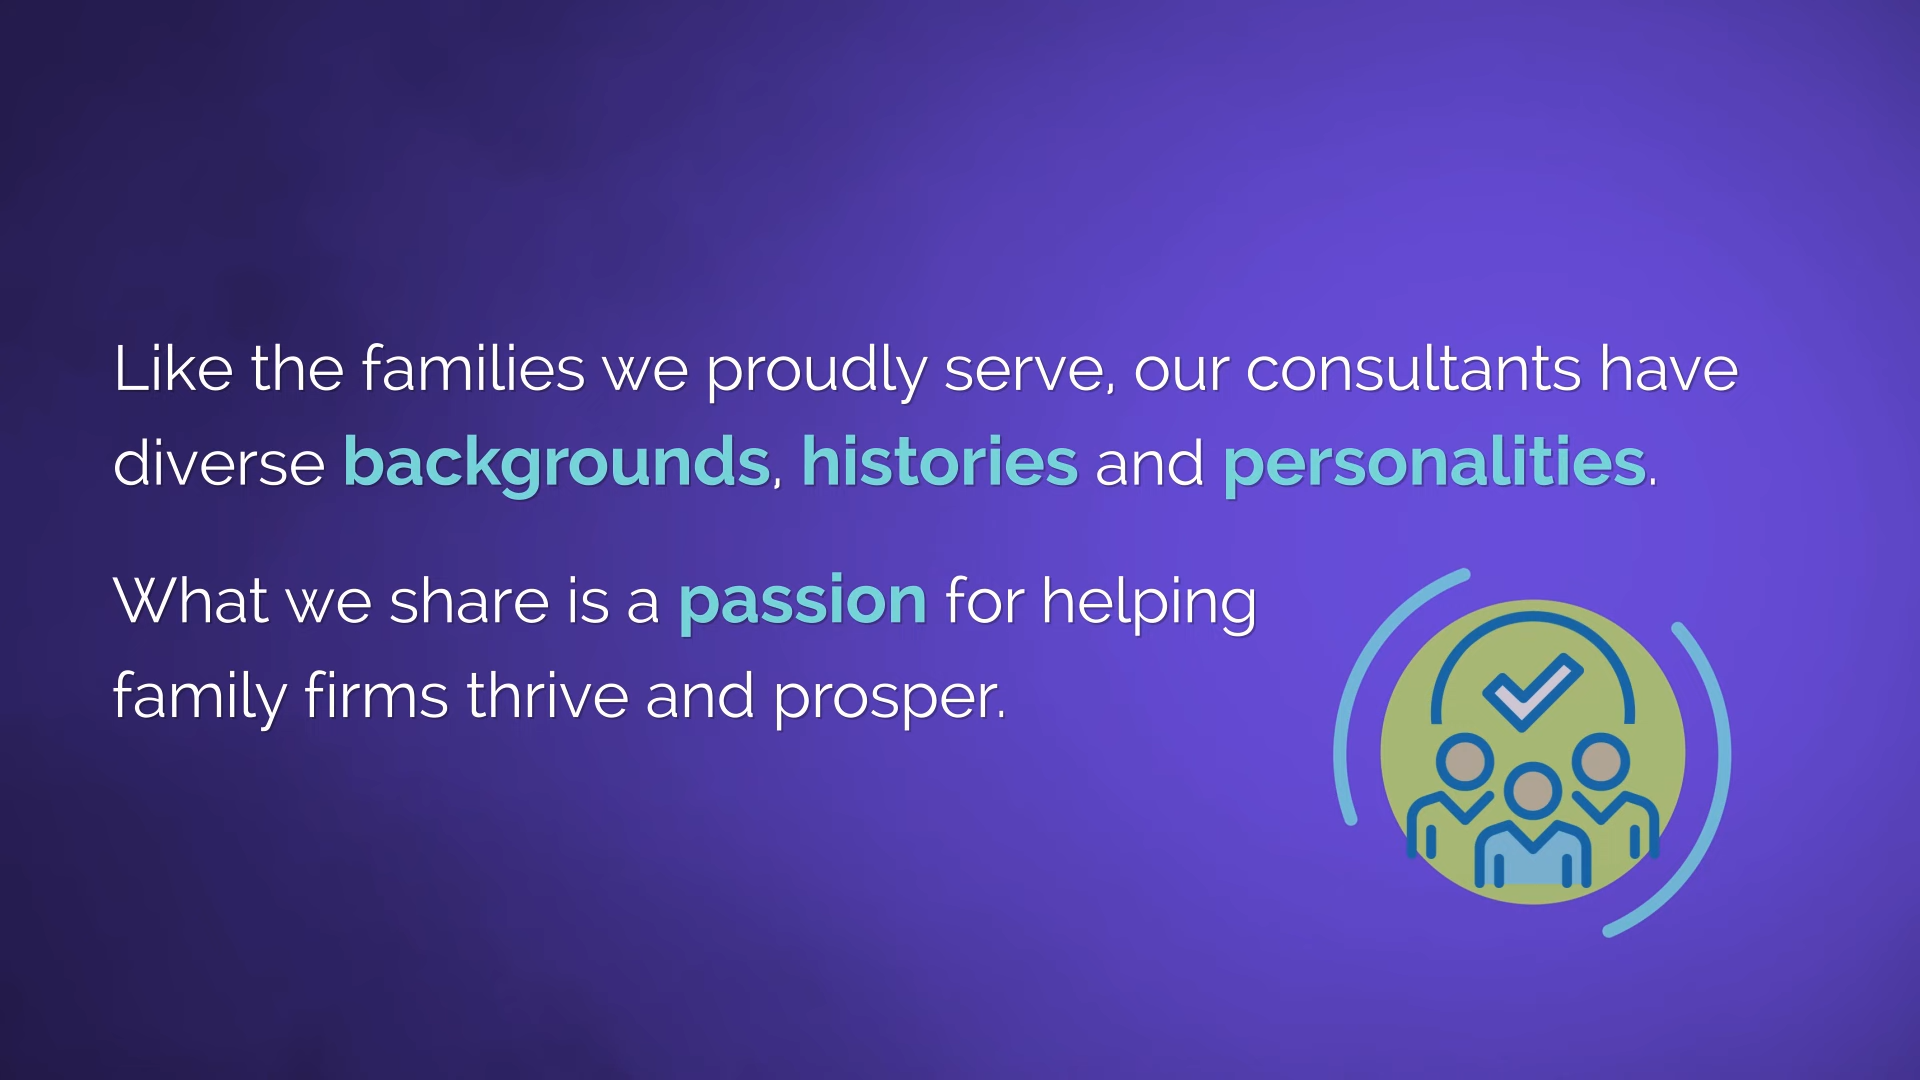 Like the families we proudly serve, our consultants have
diverse backgrounds, histories and personalities.
What we share is a passion for helping
family firms thrive and prosper.